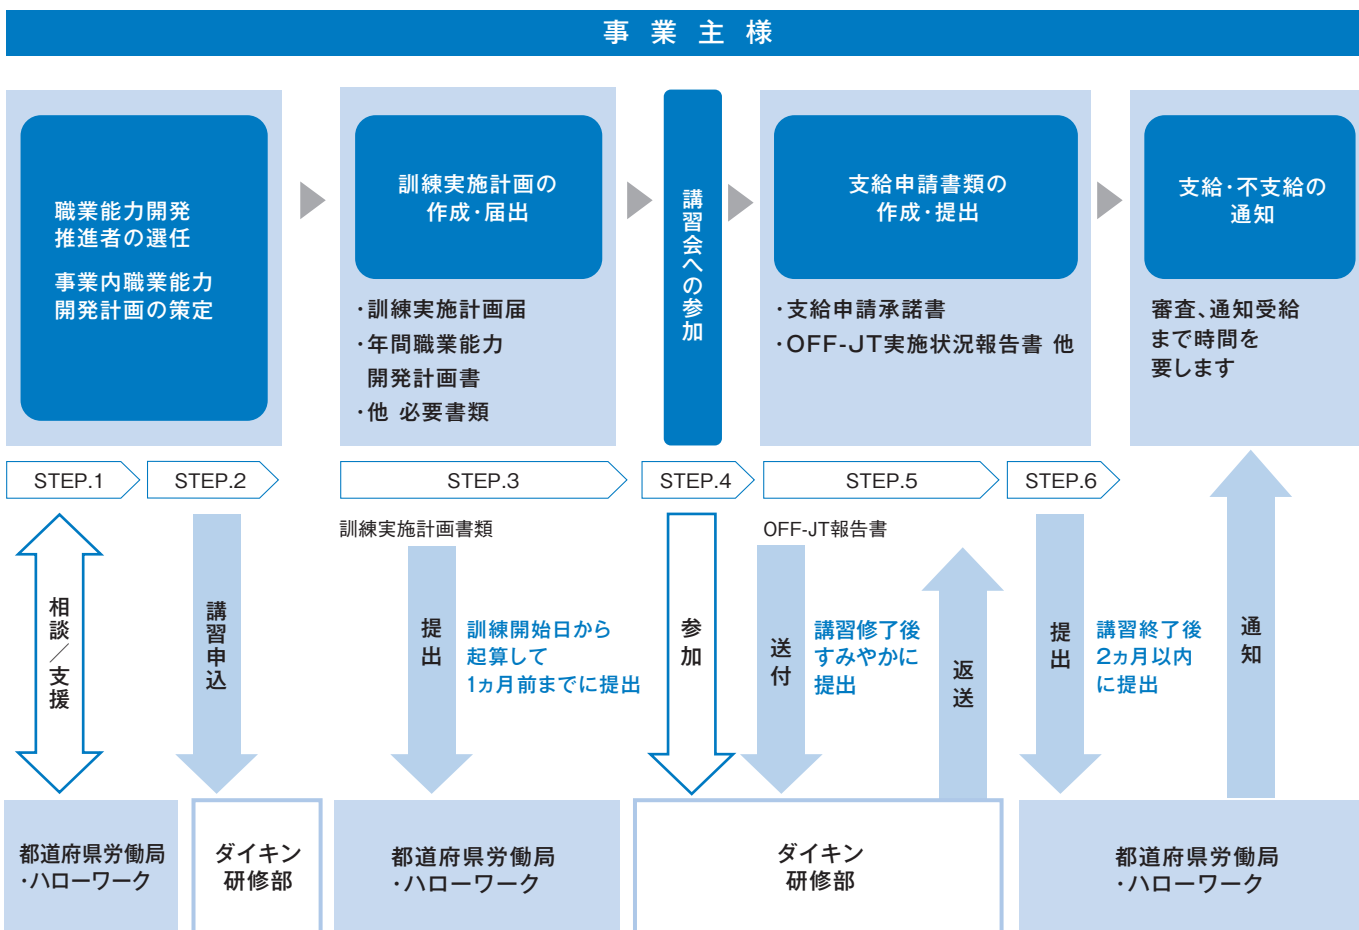 事業主様
職業能力開発
推進者の選任
事業内職業能力
開発計画の策定
訓練実施計画の
作成・届出
・訓練実施計画届
・年間職業能力
開発計画書
・他 必要書類
講習会への参加
支給申請書類の
作成・提出
・支給申請承諾書
・OFF-JT実施状況報告書 他
支給・不支給の
通知
審査、通知受給
まで時間を
要します
STEP.1
STEP.2
STEP.3
STEP.4
STEP.5
STEP.6
相談／支援
講習申込
訓練実施計画書類
提出
訓練開始日から
起算して
1ヵ月前までに提出
参加
OFF-JT報告書
送付
講習修了後
すみやかに
提出
返送
提出
講習終了後
2ヵ月以内
に提出
通知
都道府県労働局
・ハローワーク
ダイキン
研修部
都道府県労働局
・ハローワーク
ダイキン
研修部
都道府県労働局
・ハローワーク